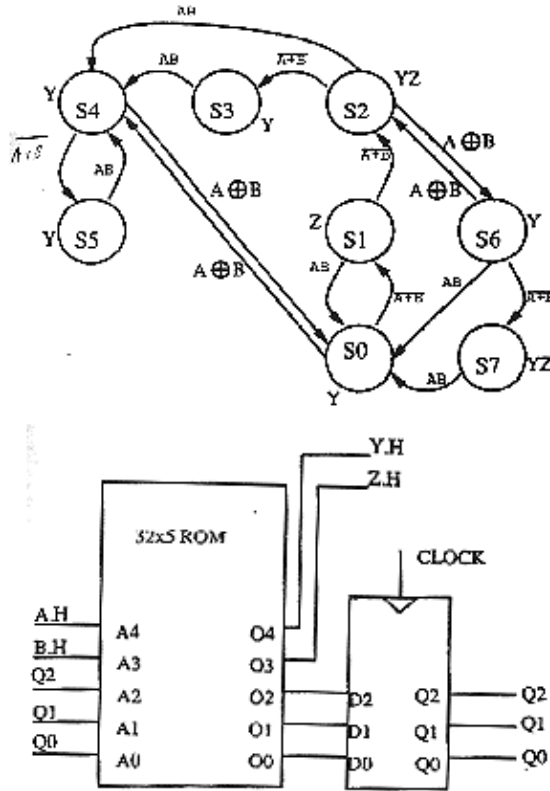 AB
Y
S4
AB
S3
Y
A+B
S2
YZ
A⊕B
A⊕B
A+B
AB
Y
S5
A⊕B
A⊕B
Z
S1
AB
A+B
S6
Y
AB
A+B
S0
Y
AB
S7
YZ
Y.H
Z.H
32x5 ROM
CLOCK
A.H
A4
O4
B.H
A3
O3
Q2
A2
O2
D2
Q2
Q2
Q1
A1
O1
D1
Q1
Q1
Q0
A0
O0
D0
Q0
Q0